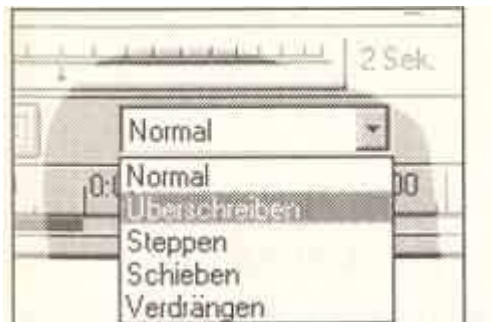 2 Sek.
Normal
Normal
Überschreiben
Steppen
Schieben
Verdrängen